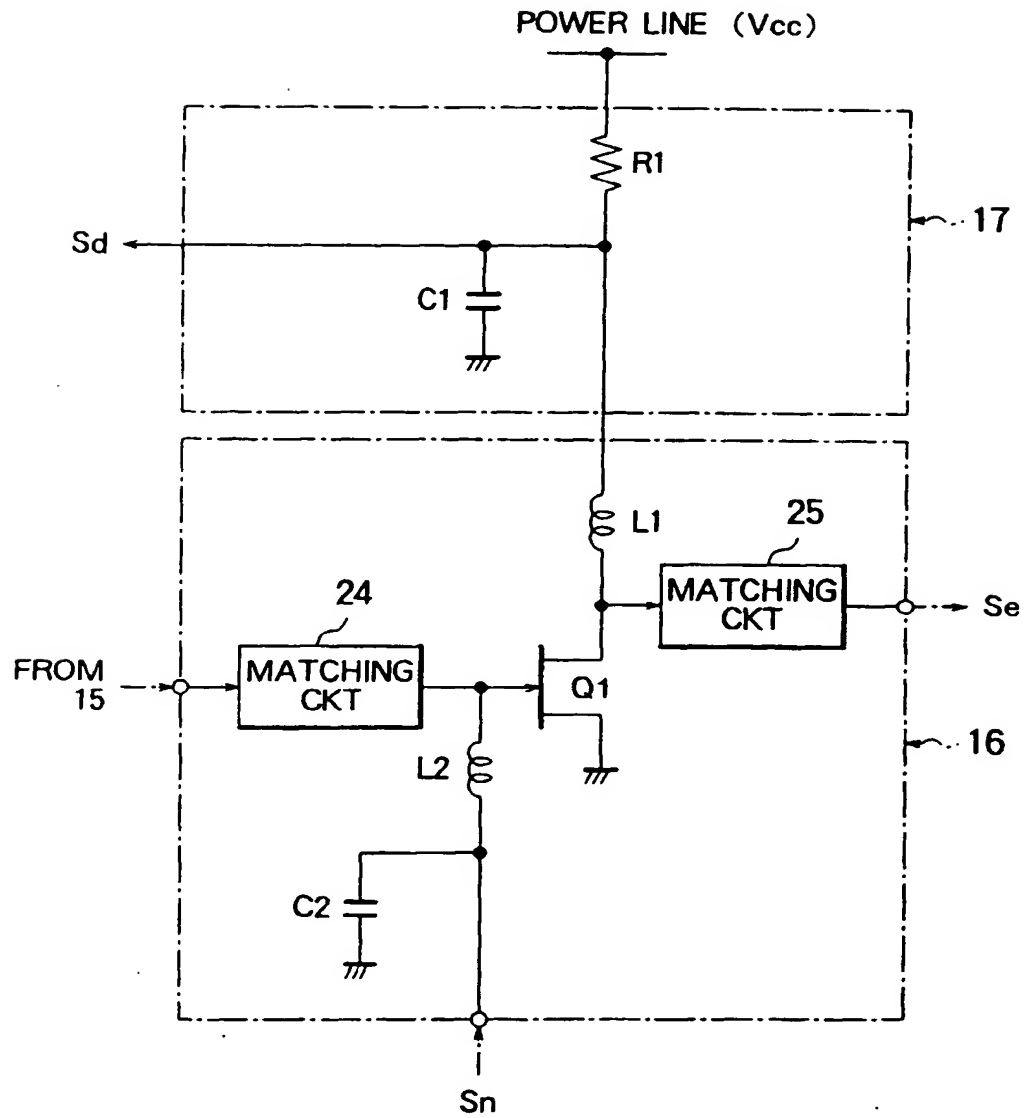 POWER LINE (Vcc)
R1
17
Sd
C1
L1
25
MATCHING
CKT
Se
24
FROM
15
MATCHING
CKT
Q1
16
L2
C2
Sn